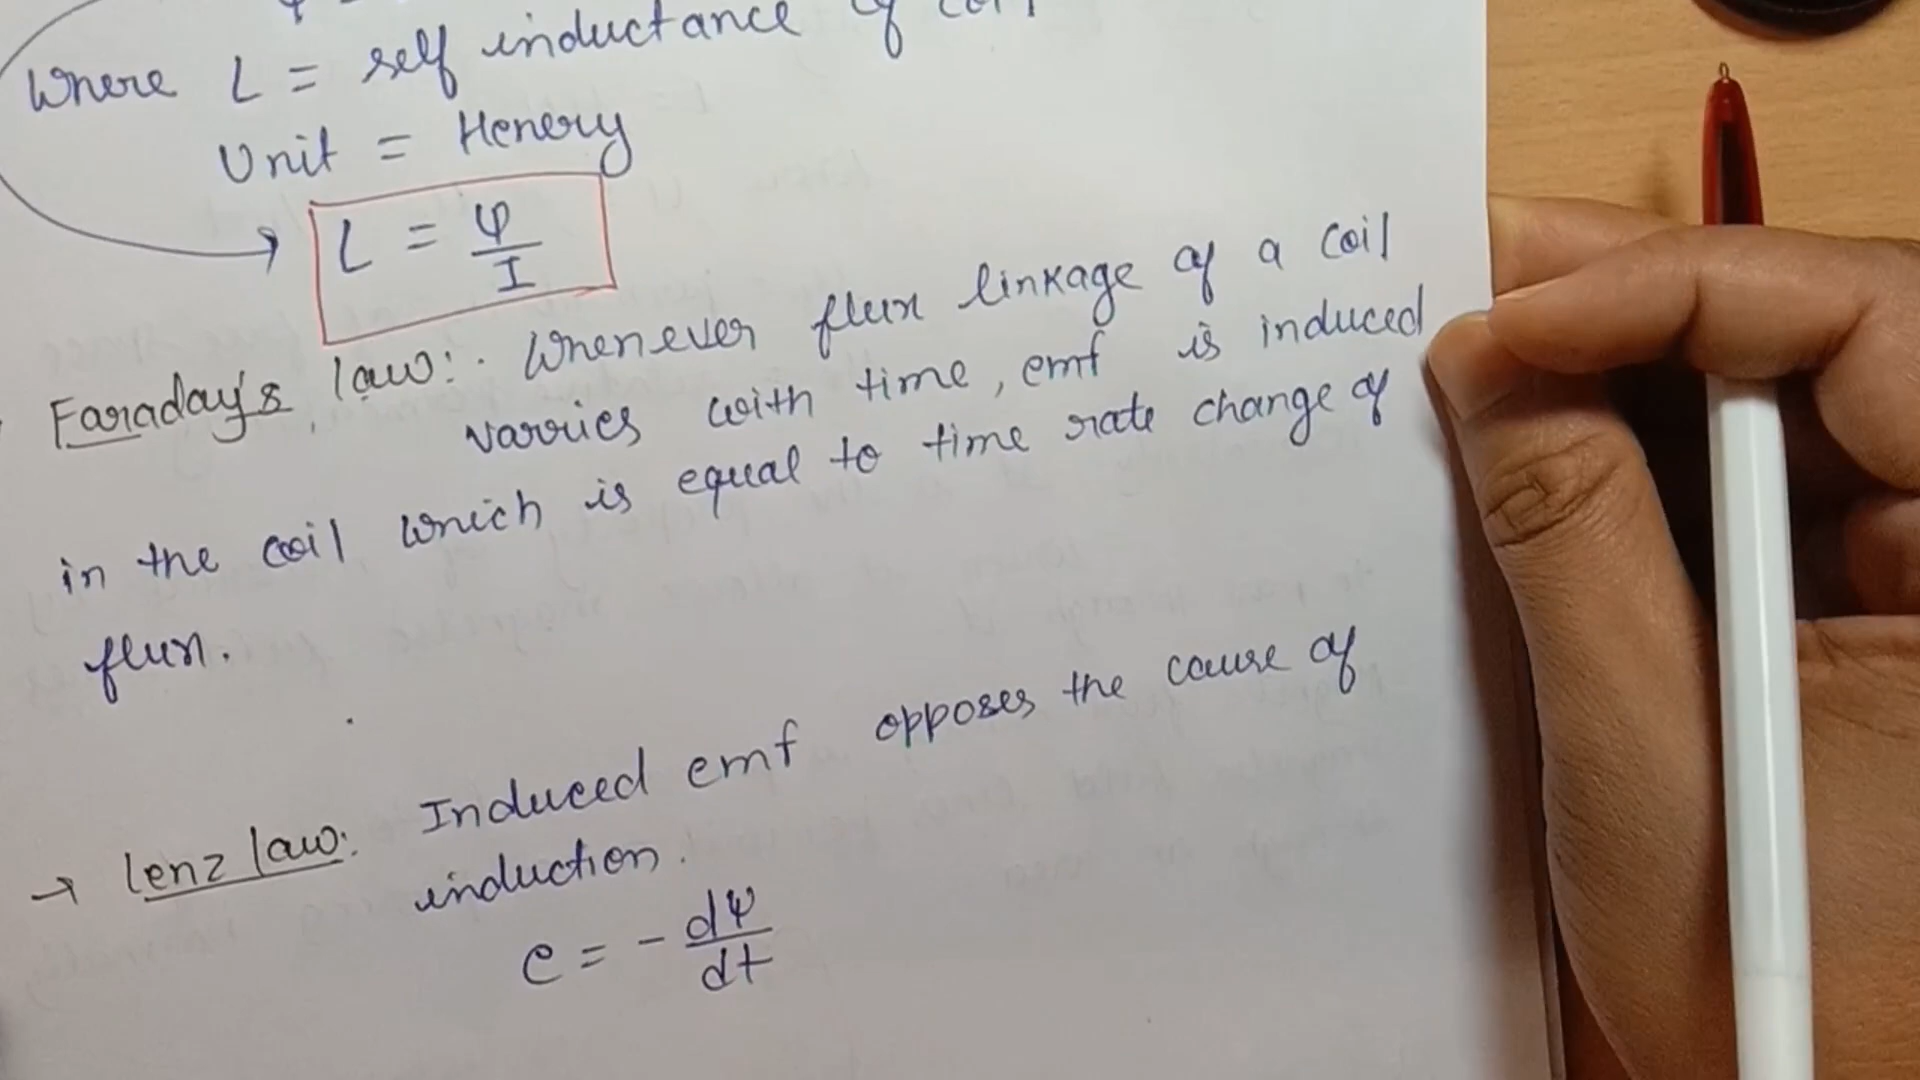 Where L = self inductance of coil
Unit = Henery
L = ψ/I
Faraday's law:. Whenever flux linkage of a coil
varries with time, emf is induced
in the coil which is equal to time rate change of
flux.
→ lenz law: Induced emf opposes the cause of
induction.
e = - dψ/dt